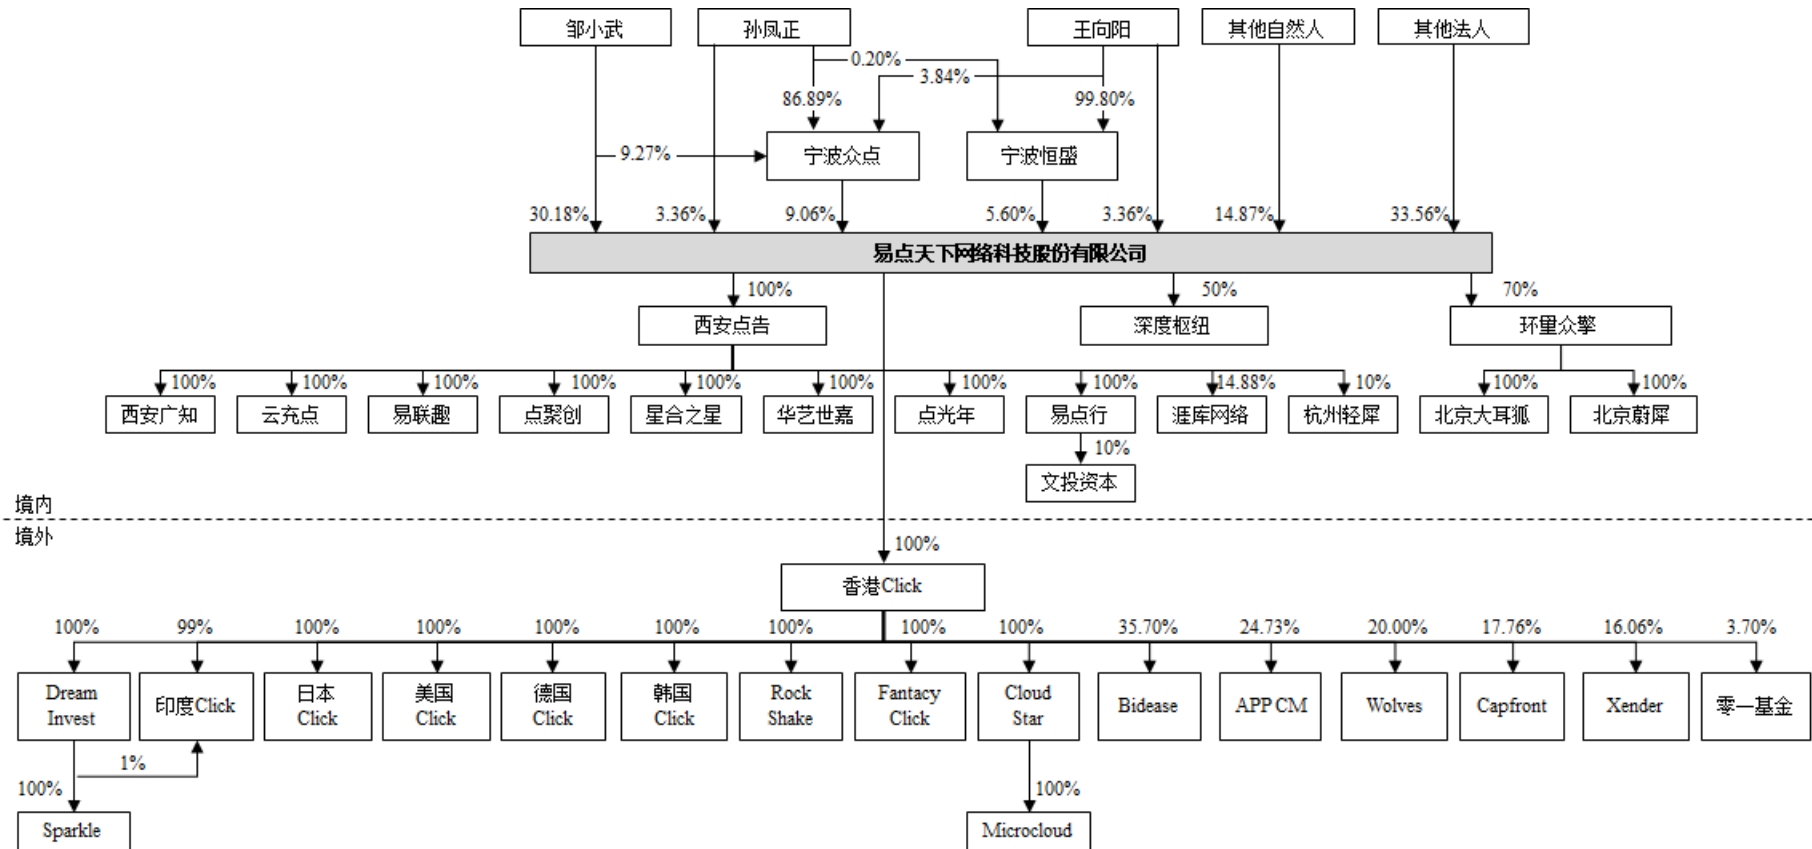 邹小武
孙凤正
王向阳
其他自然人
其他法人
0.20%
3.84%
86.89%
99.80%
9.27%
宁波众点
宁波恒盛
30.18%
3.36%
9.06%
5.60%
3.36%
14.87%
33.56%
易点天下网络科技股份有限公司
100%
50%
70%
西安点告
深度枢纽
环量众擎
100%
100%
100%
100%
100%
100%
100%
100%
14.88%
10%
100%
100%
西安广知
云充点
易联趣
点聚创
星合之星
华艺世嘉
点光年
易点行
涯库网络
杭州轻犀
北京大耳狐
北京蔚犀
10%
文投资本
境内
境外
100%
香港Click
100%
99%
100%
100%
100%
100%
100%
100%
100%
35.70%
24.73%
20.00%
17.76%
16.06%
3.70%
Dream
Invest
印度Click
日本
Click
美国
Click
德国
Click
韩国
Click
Rock
Shake
Fantacy
Click
Cloud
Star
Bidease
APP CM
Wolves
Capfront
Xender
零一基金
1%
100%
100%
Sparkle
Microcloud